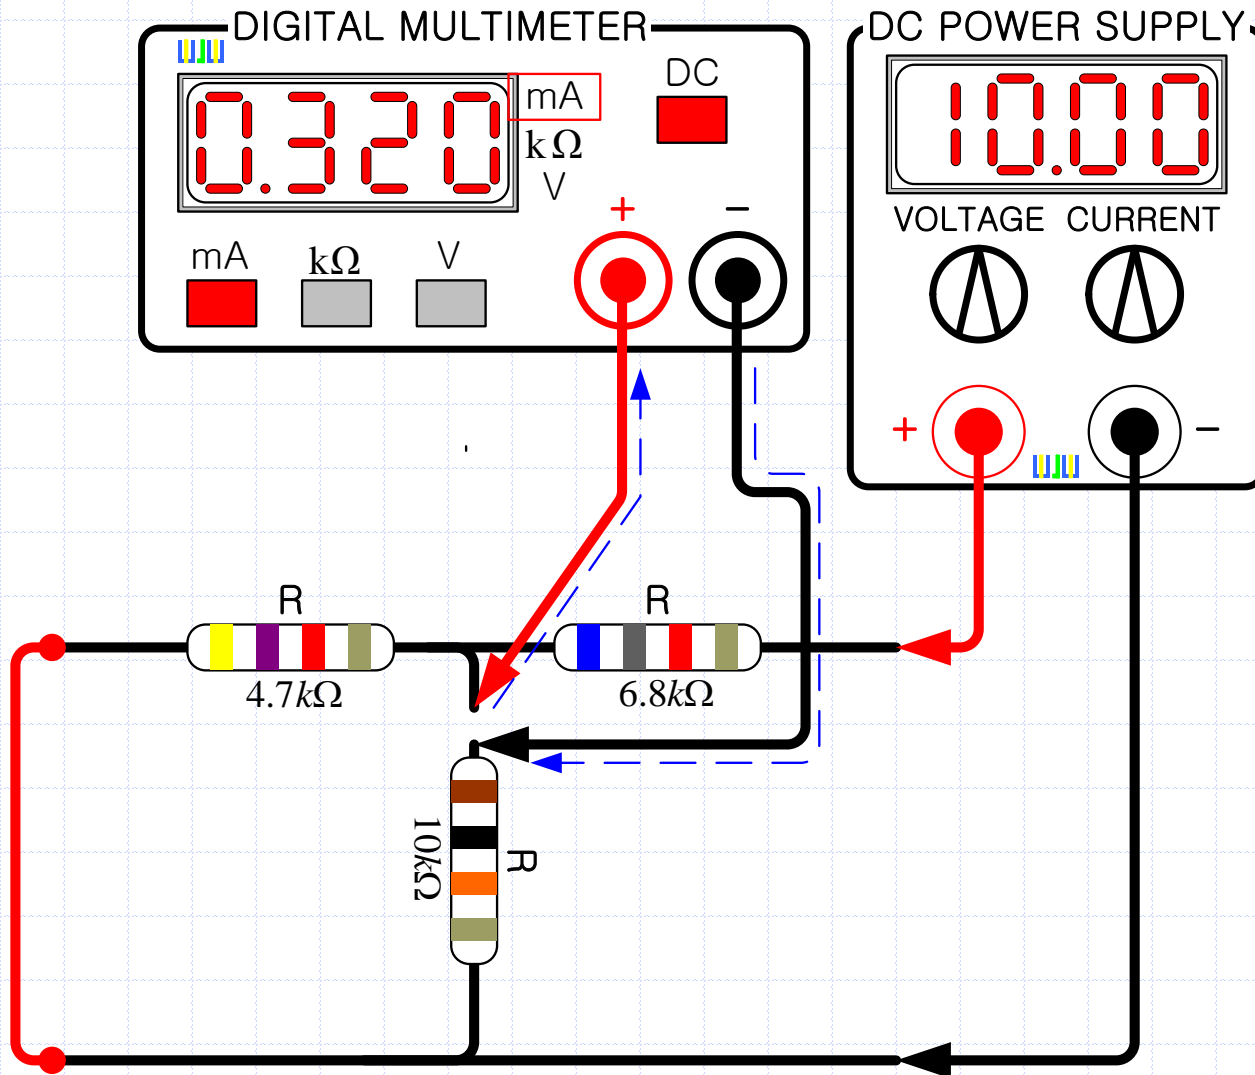 DIGITAL MULTIMETER
DC POWER SUPPLY
0.320
mA
kΩ
V
DC
10.00
+
−
VOLTAGE CURRENT
mA
kΩ
V
+
−
R
4.7kΩ
R
6.8kΩ
10kΩ
R